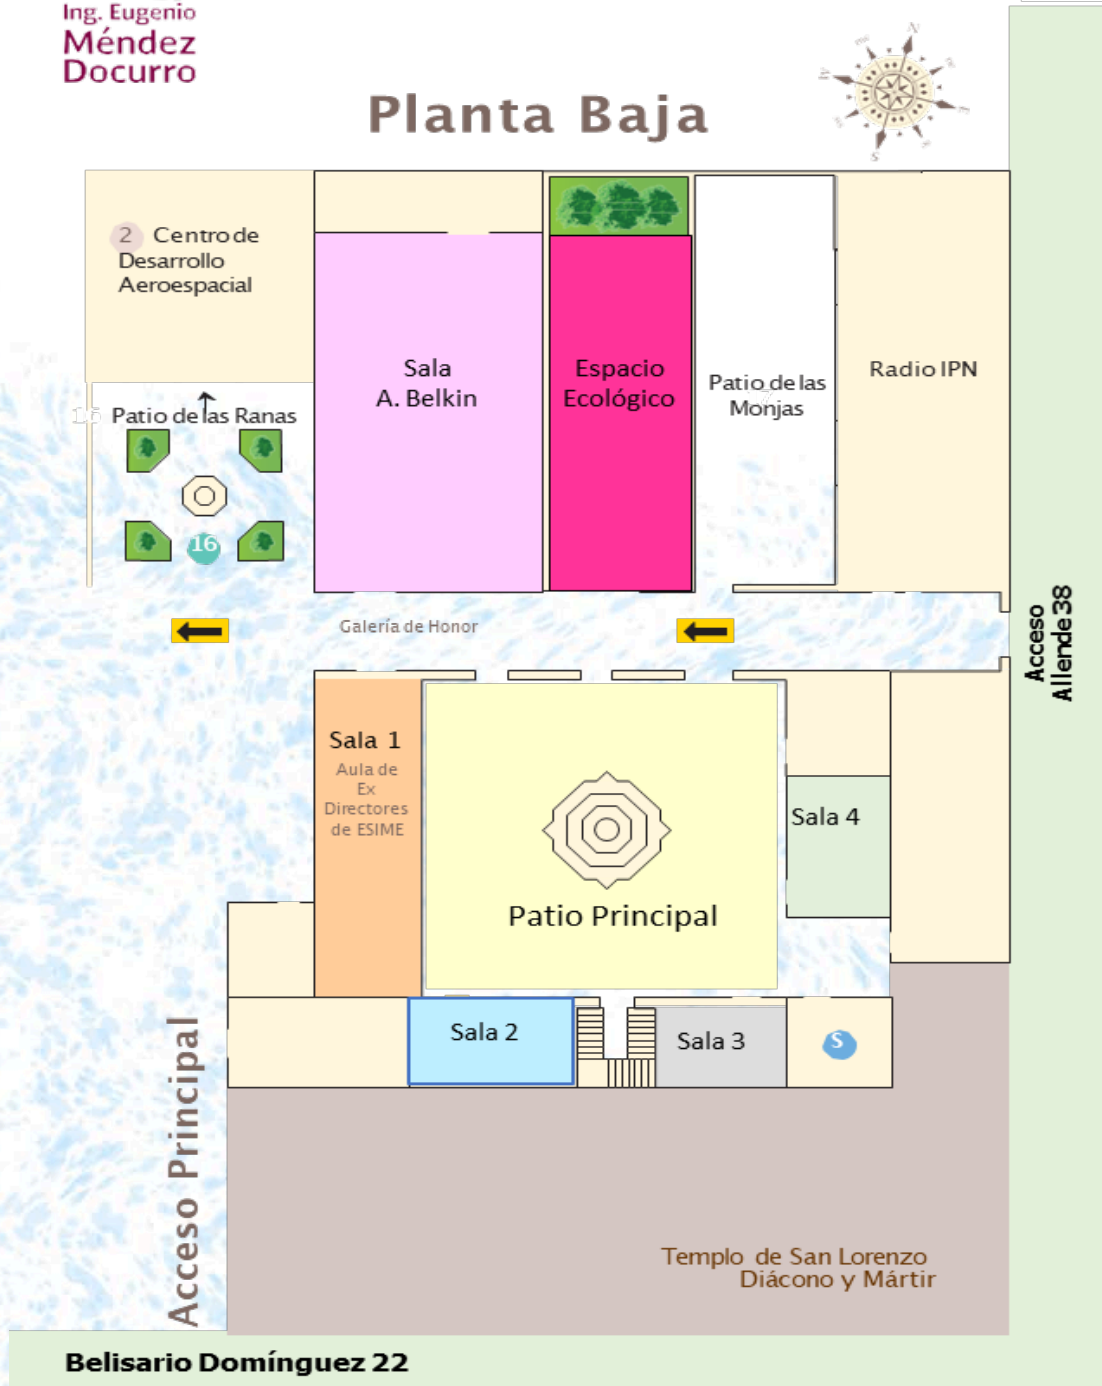 Ing. Eugenio
Méndez
Docurro
Planta Baja
N
S
2 Centro de
Desarrollo
Aeroespacial
Sala
A. Belkin
Espacio
Ecológico
Patio de las
Monjas
7
Radio IPN
15 Patio de las Ranas
16
Galería de Honor
Acceso
Allende 38
Sala 1
Aula de
Ex
Directores
de ESIME
Sala 4
Patio Principal
Sala 2
Sala 3
S
Acceso Principal
Templo de San Lorenzo
Diácono y Mártir
Belisario Domínguez 22